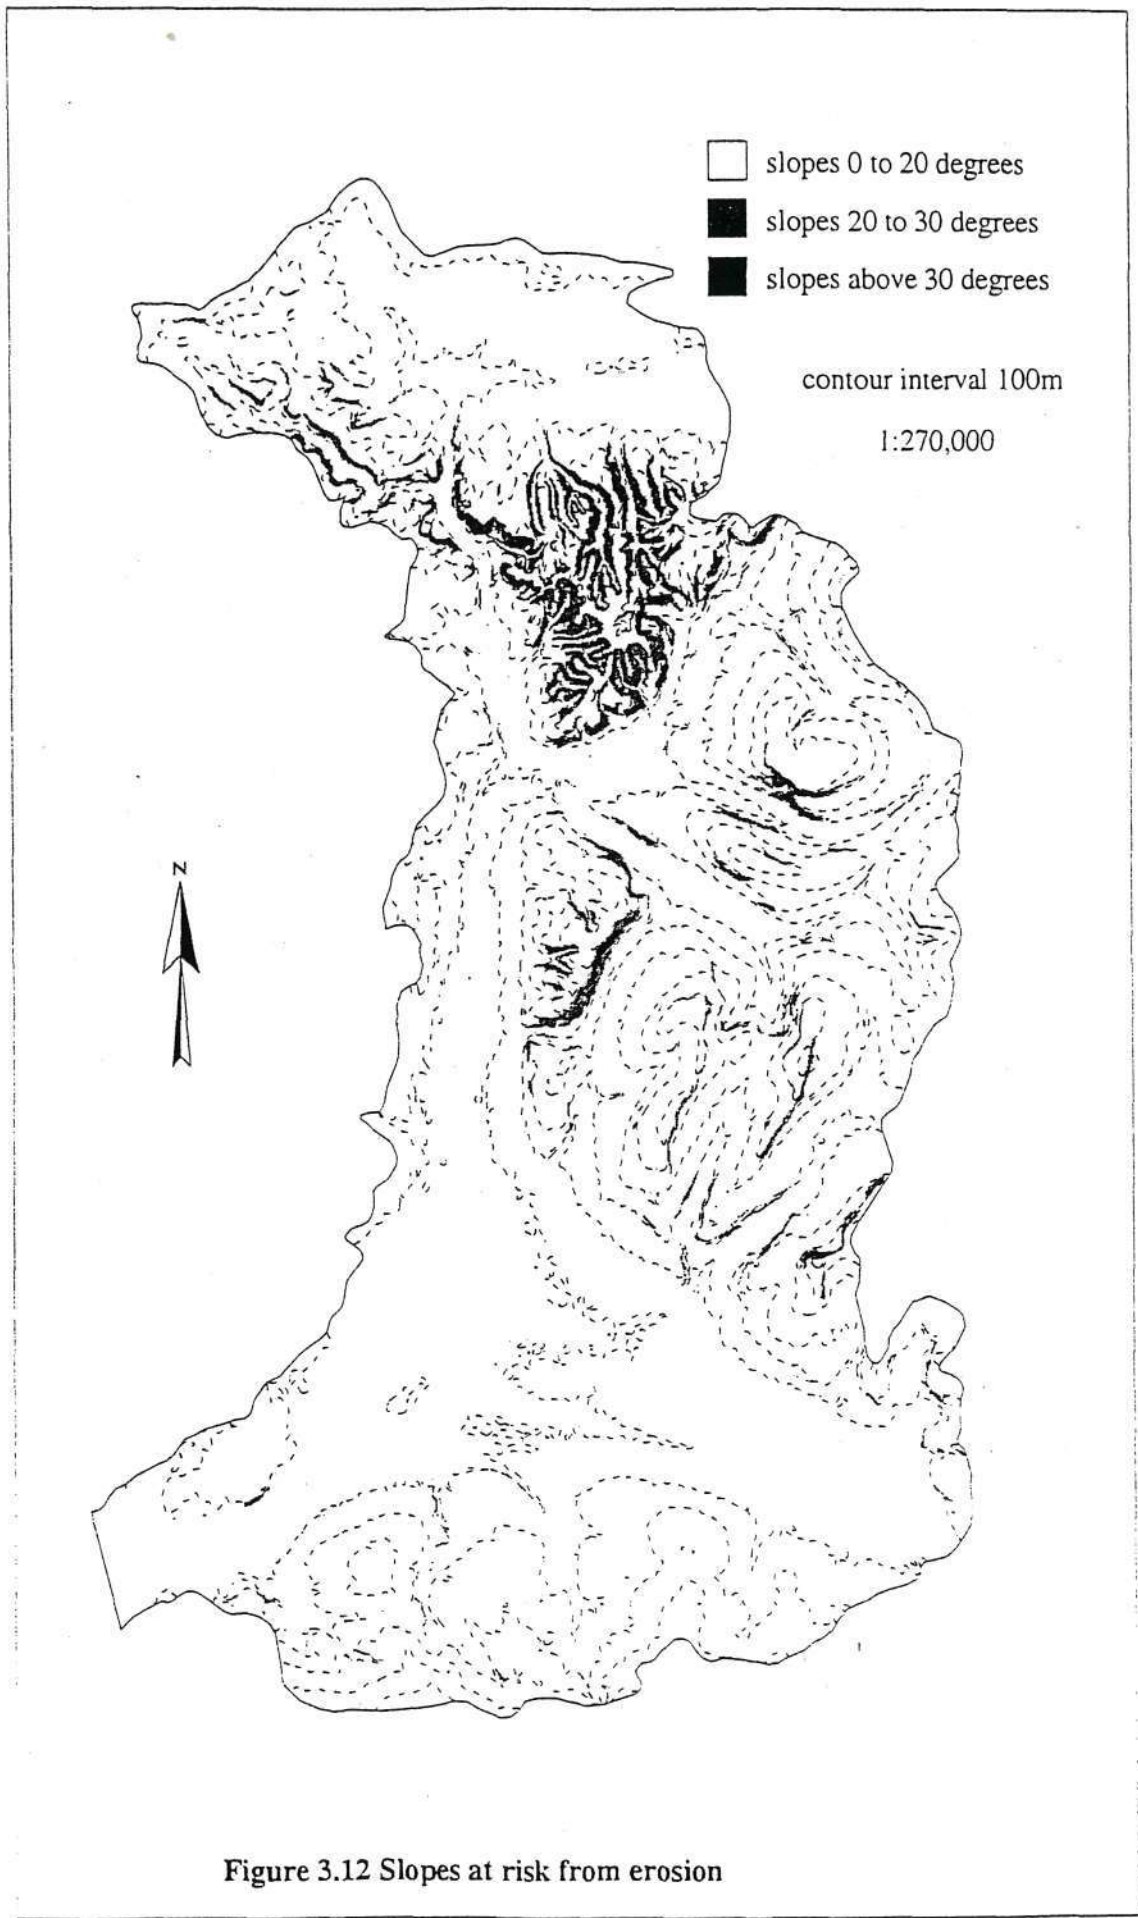 slopes 0 to 20 degrees
slopes 20 to 30 degrees
slopes above 30 degrees
contour interval 100m
1:270,000
N
Figure 3.12 Slopes at risk from erosion